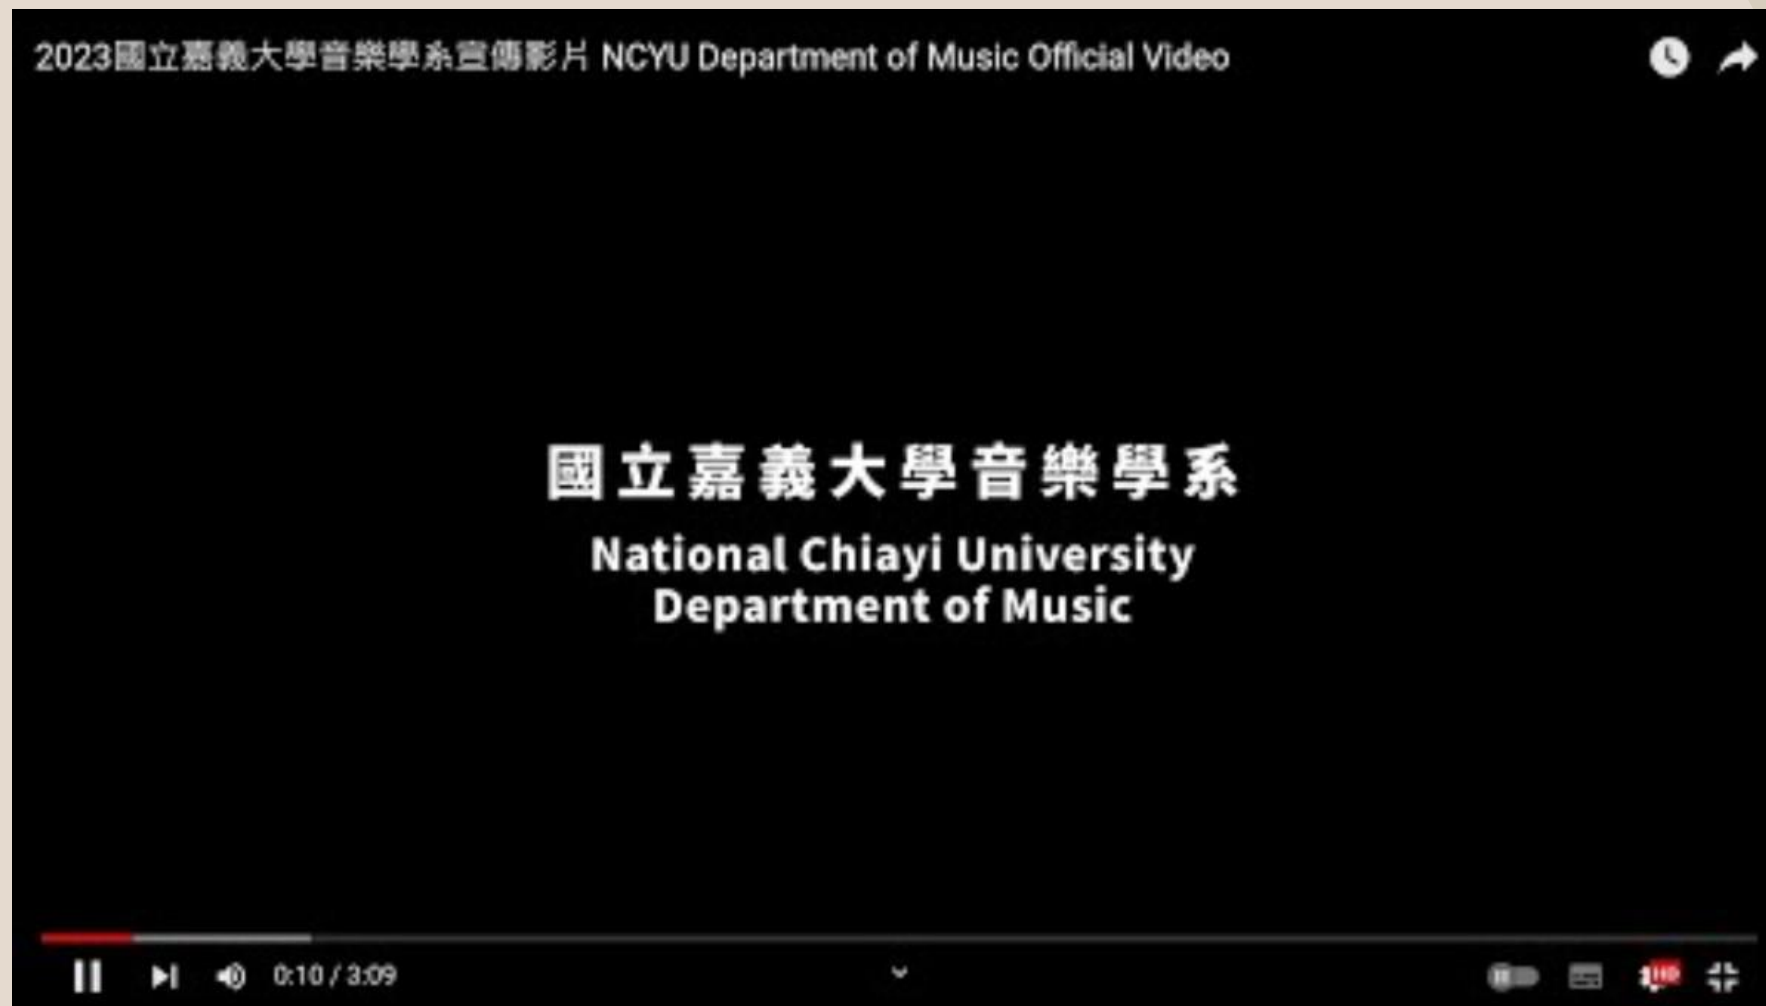 2023國立嘉義大學音樂學系宣傳影片 NCYU Department of Music Official Video
國立嘉義大學音樂學系
National Chiayi University
Department of Music
0:10 / 3:09
HD